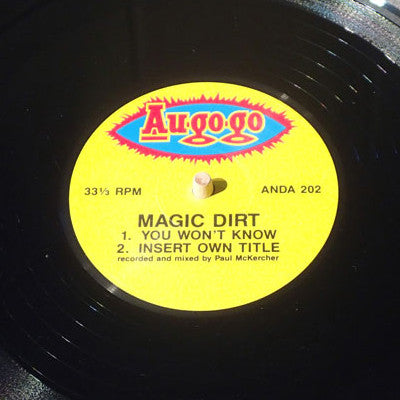 Au·go·go
33⅓ RPM
ANDA 202
MAGIC DIRT
1. YOU WON'T KNOW
2. INSERT OWN TITLE
recorded and mixed by Paul McKercher